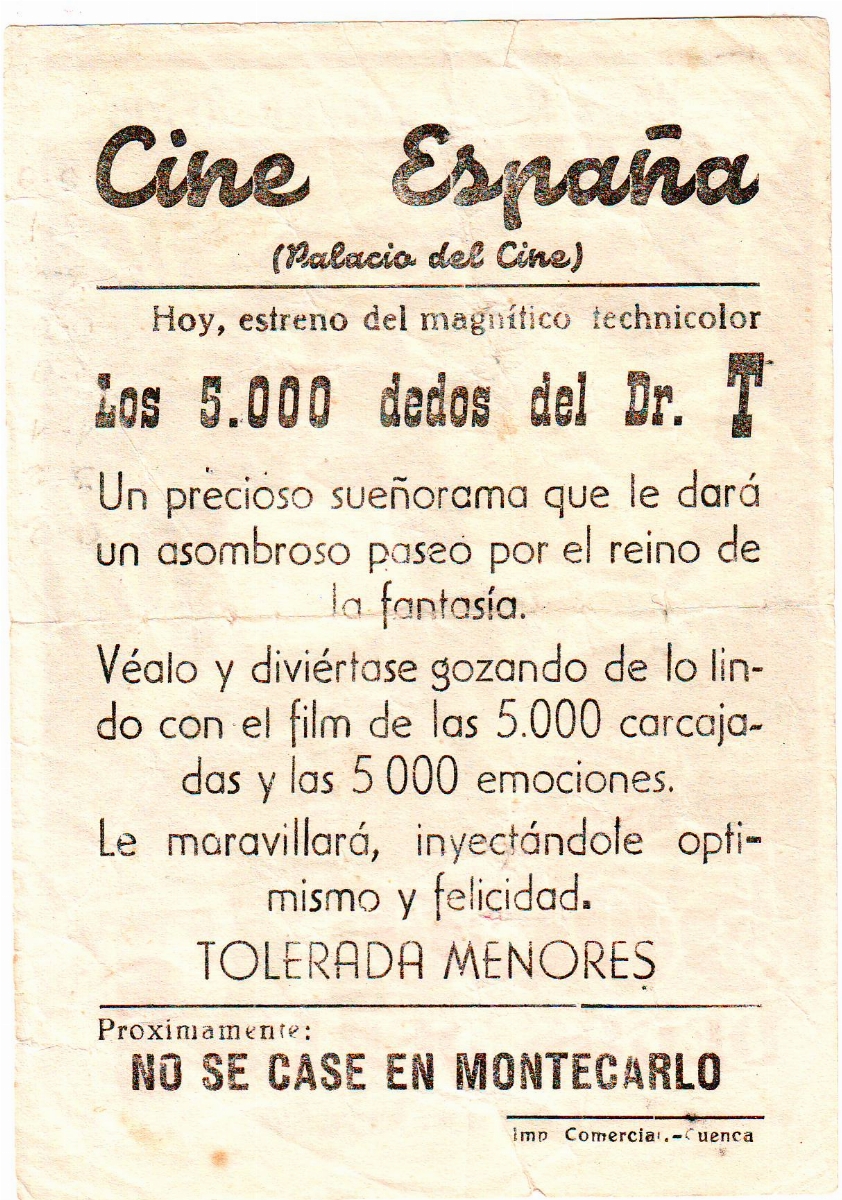 Cine España
(Palacio del Cine)
Hoy, estreno del magnífico technicolor
Los 5.000 dedos del Dr. T
Un precioso sueñorama que le dará
un asombroso paseo por el reino de
la fantasía.
Véalo y diviértase gozando de lo lin-
do con el film de las 5.000 carcaja-
das y las 5 000 emociones.
Le maravillará, inyectándole opti-
mismo y felicidad.
TOLERADA MENORES
Proximamente:
NO SE CASE EN MONTECARLO
Imp Comercial.-Cuenca